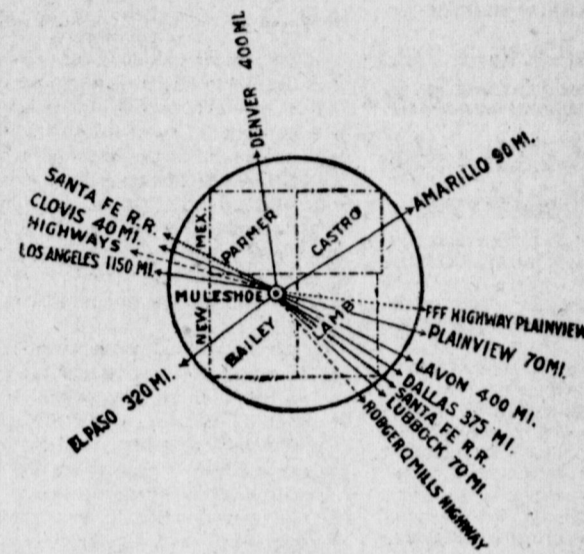 DENVER 400 MI.
AMARILLO 90 MI.
SANTA FE R.R.
CLOVIS 40 MI.
HIGHWAYS
LOS ANGELES 1150 MI.
NEW MEX.
PARMER
CASTRO
MULESHOE
BAILEY
LAMB
FFF HIGHWAY PLAINVIEW
PLAINVIEW 70 MI.
LAVON 400 MI.
DALLAS 375 MI.
SANTA FE R.R.
LUBBOCK 70 MI.
RODGER Q MILLS HIGHWAY
EL PASO 320 MI.